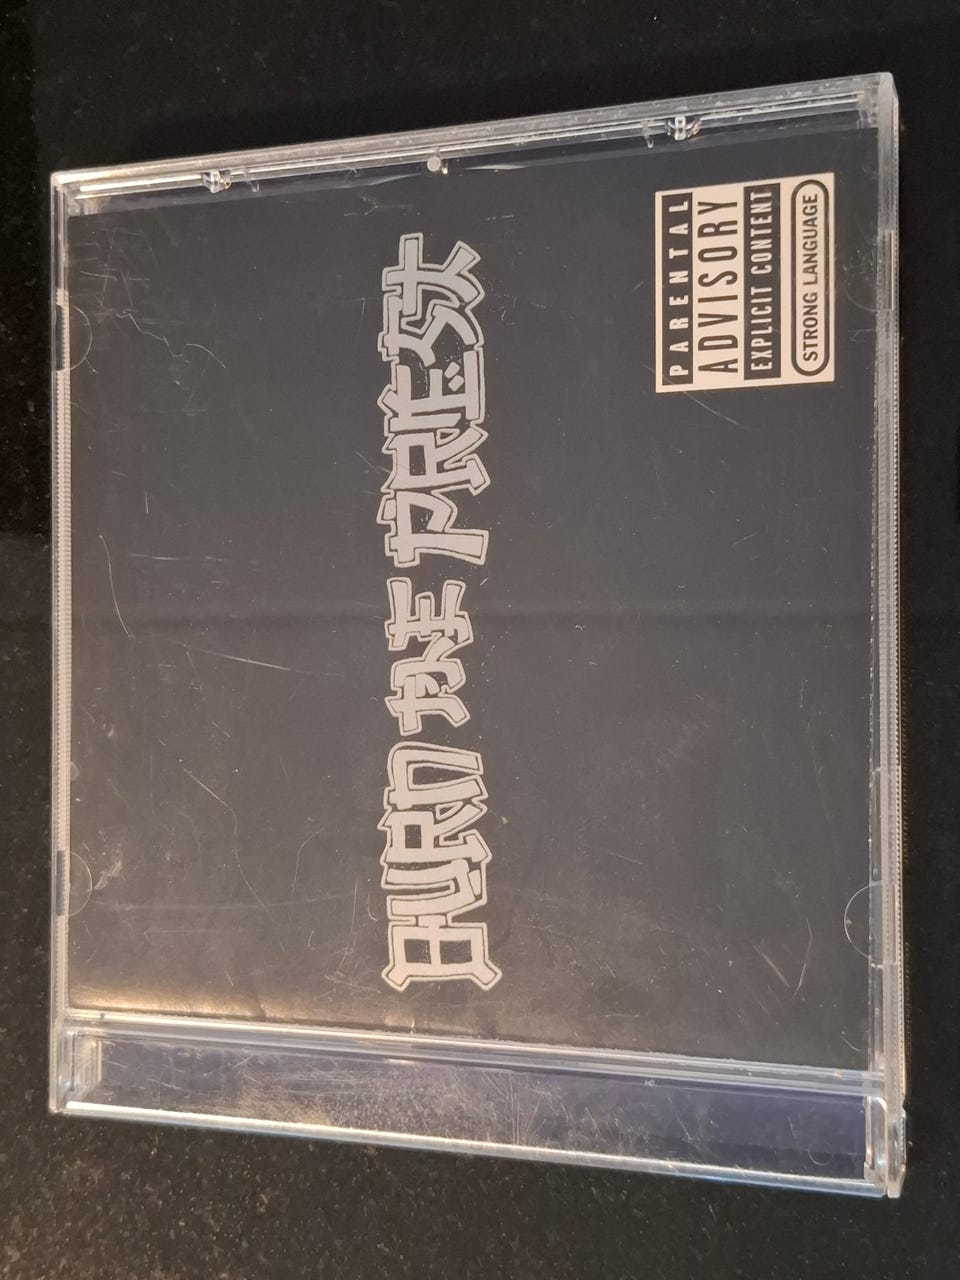 BURN THE PRIEST
PARENTAL
ADVISORY
EXPLICIT CONTENT
STRONG LANGUAGE